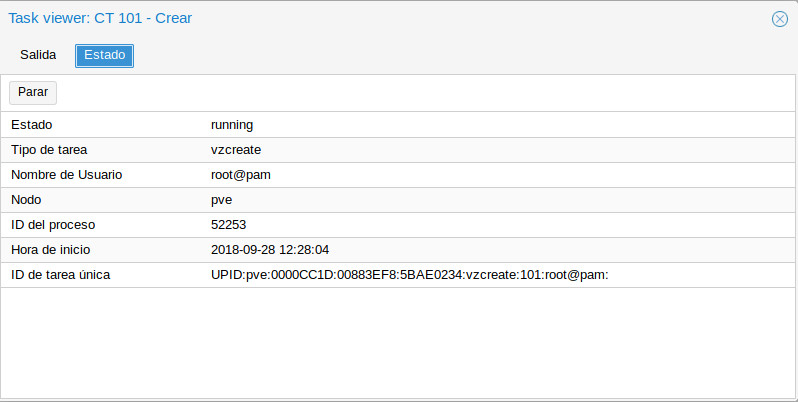 Task viewer: CT 101 - Crear
Salida Estado
Parar
Estado running
Tipo de tarea vzcreate
Nombre de Usuario root@pam
Nodo pve
ID del proceso 52253
Hora de inicio 2018-09-28 12:28:04
ID de tarea única UPID:pve:0000CC1D:00883EF8:5BAE0234:vzcreate:101:root@pam: